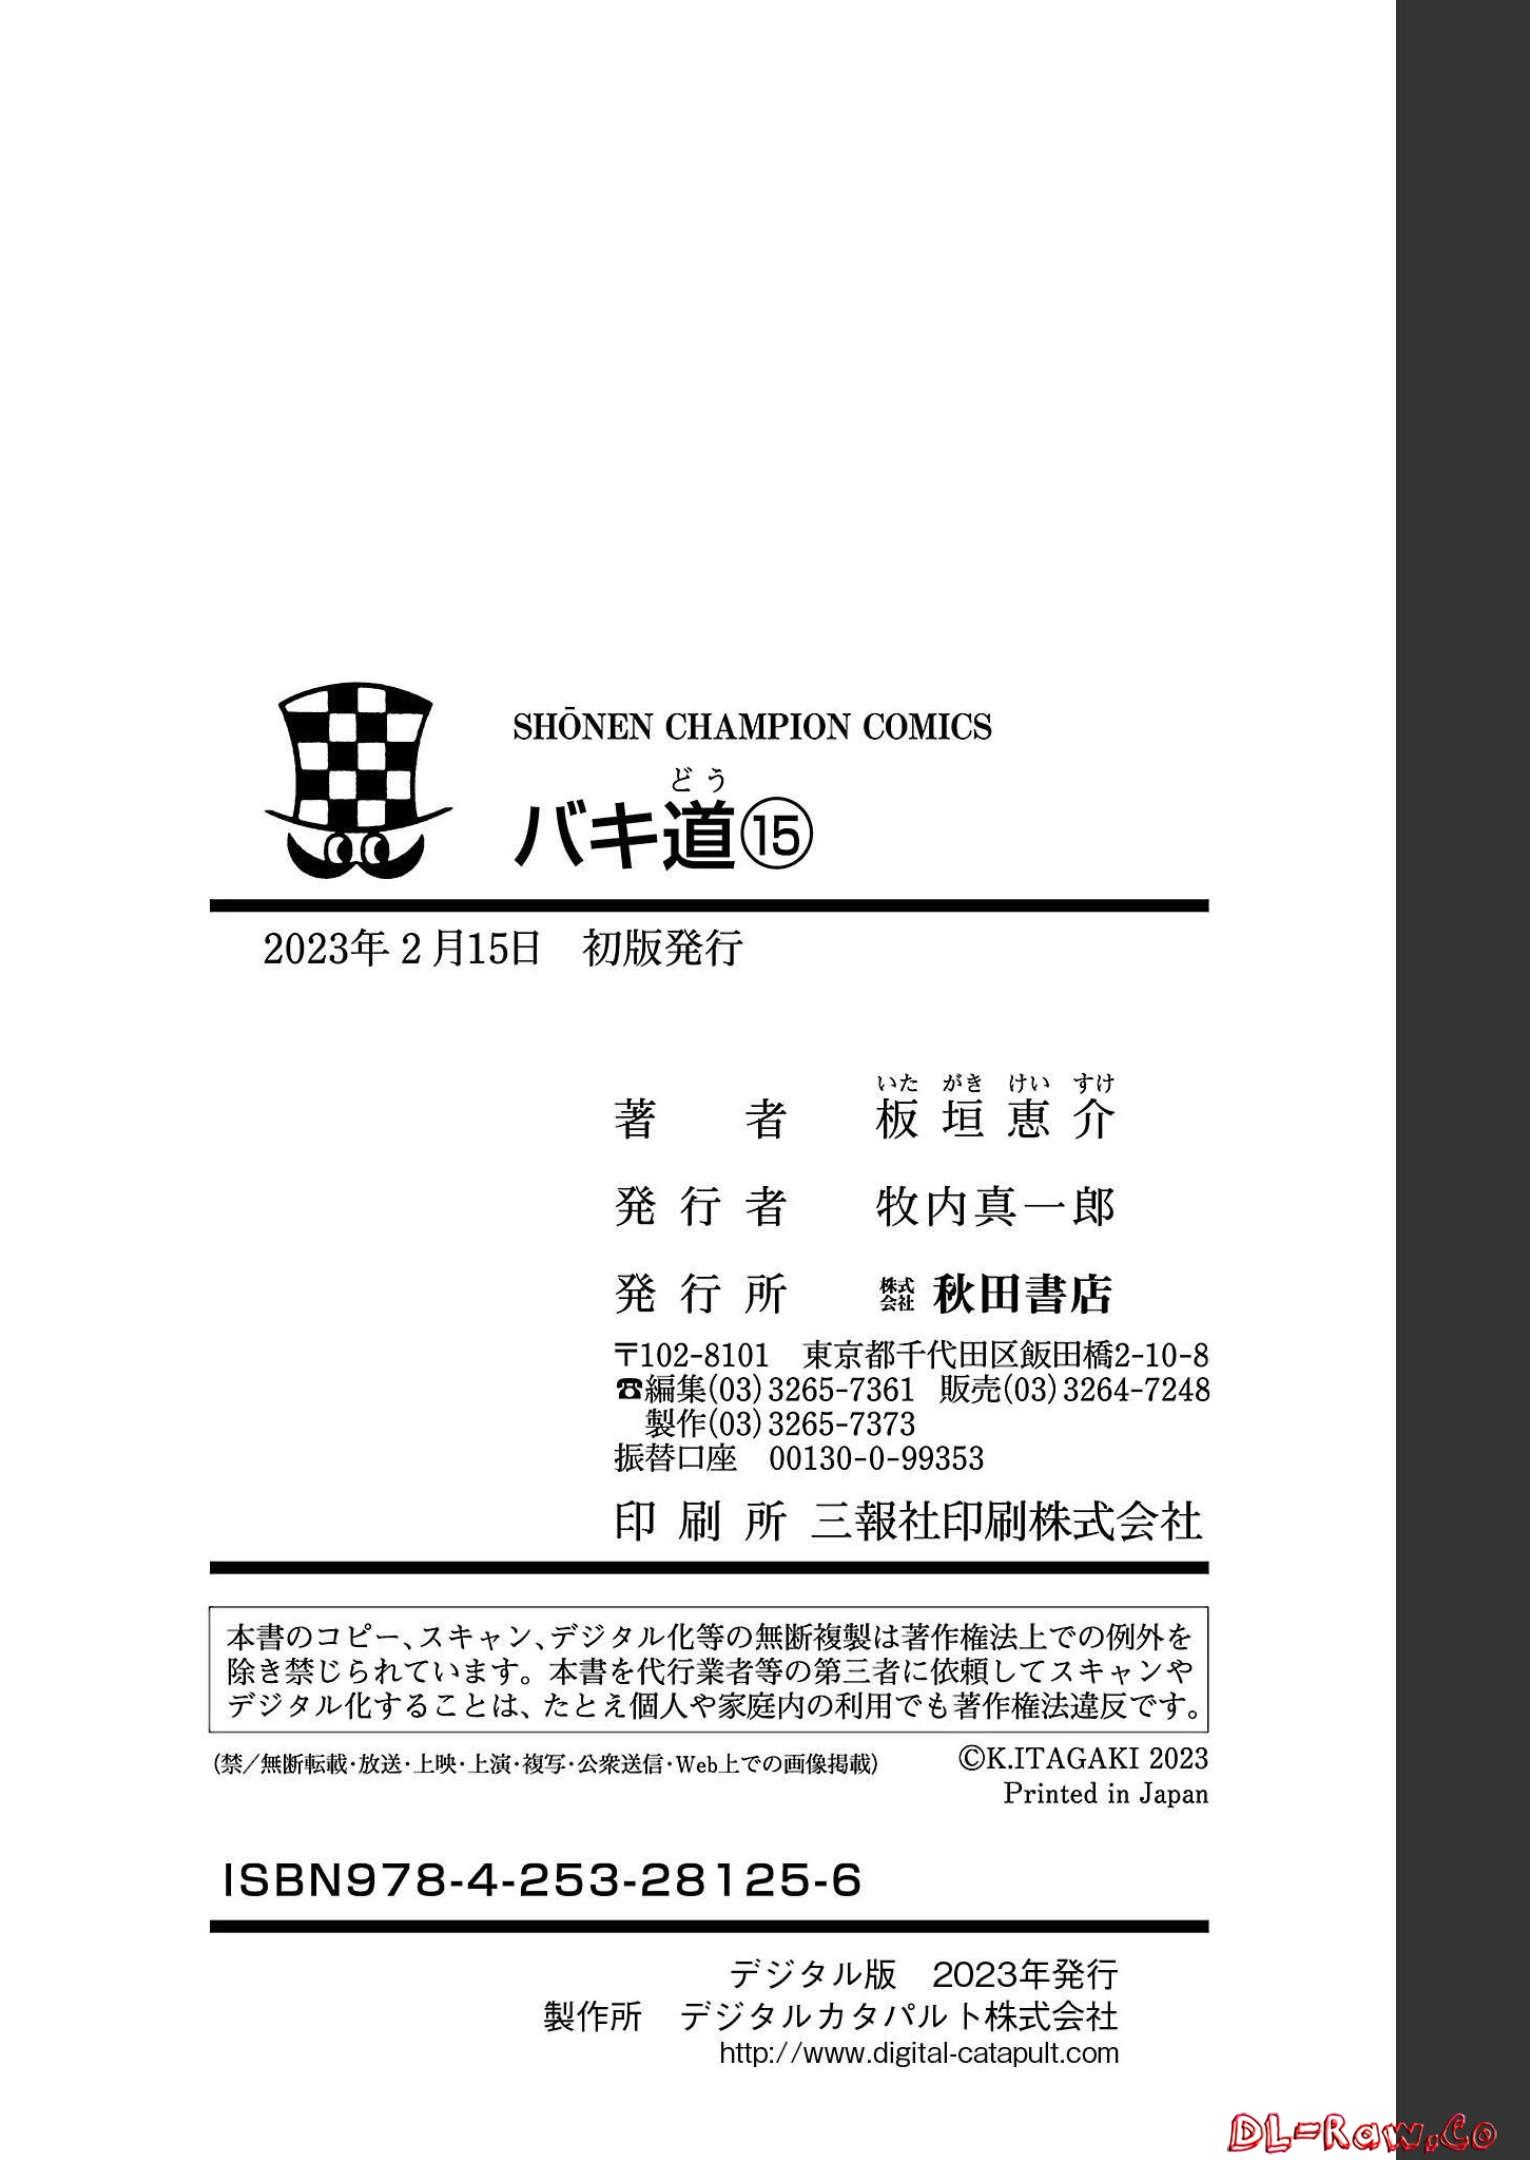 SHŌNEN CHAMPION COMICS
どう
バキ道⑮
2023年2月15日　初版発行
いた がき けい すけ
著者　板垣恵介
発行者　牧内真一郎
発行所　株式会社 秋田書店
〒102-8101　東京都千代田区飯田橋2-10-8
☎編集(03)3265-7361　販売(03)3264-7248
製作(03)3265-7373
振替口座　00130-0-99353
印刷所 三報社印刷株式会社
本書のコピー、スキャン、デジタル化等の無断複製は著作権法上での例外を
除き禁じられています。本書を代行業者等の第三者に依頼してスキャンや
デジタル化することは、たとえ個人や家庭内の利用でも著作権法違反です。
(禁／無断転載・放送・上映・上演・複写・公衆送信・Web上での画像掲載)
©K.ITAGAKI 2023
Printed in Japan
ISBN978-4-253-28125-6
デジタル版　2023年発行
製作所　デジタルカタパルト株式会社
http://www.digital-catapult.com
DL-Raw.Co